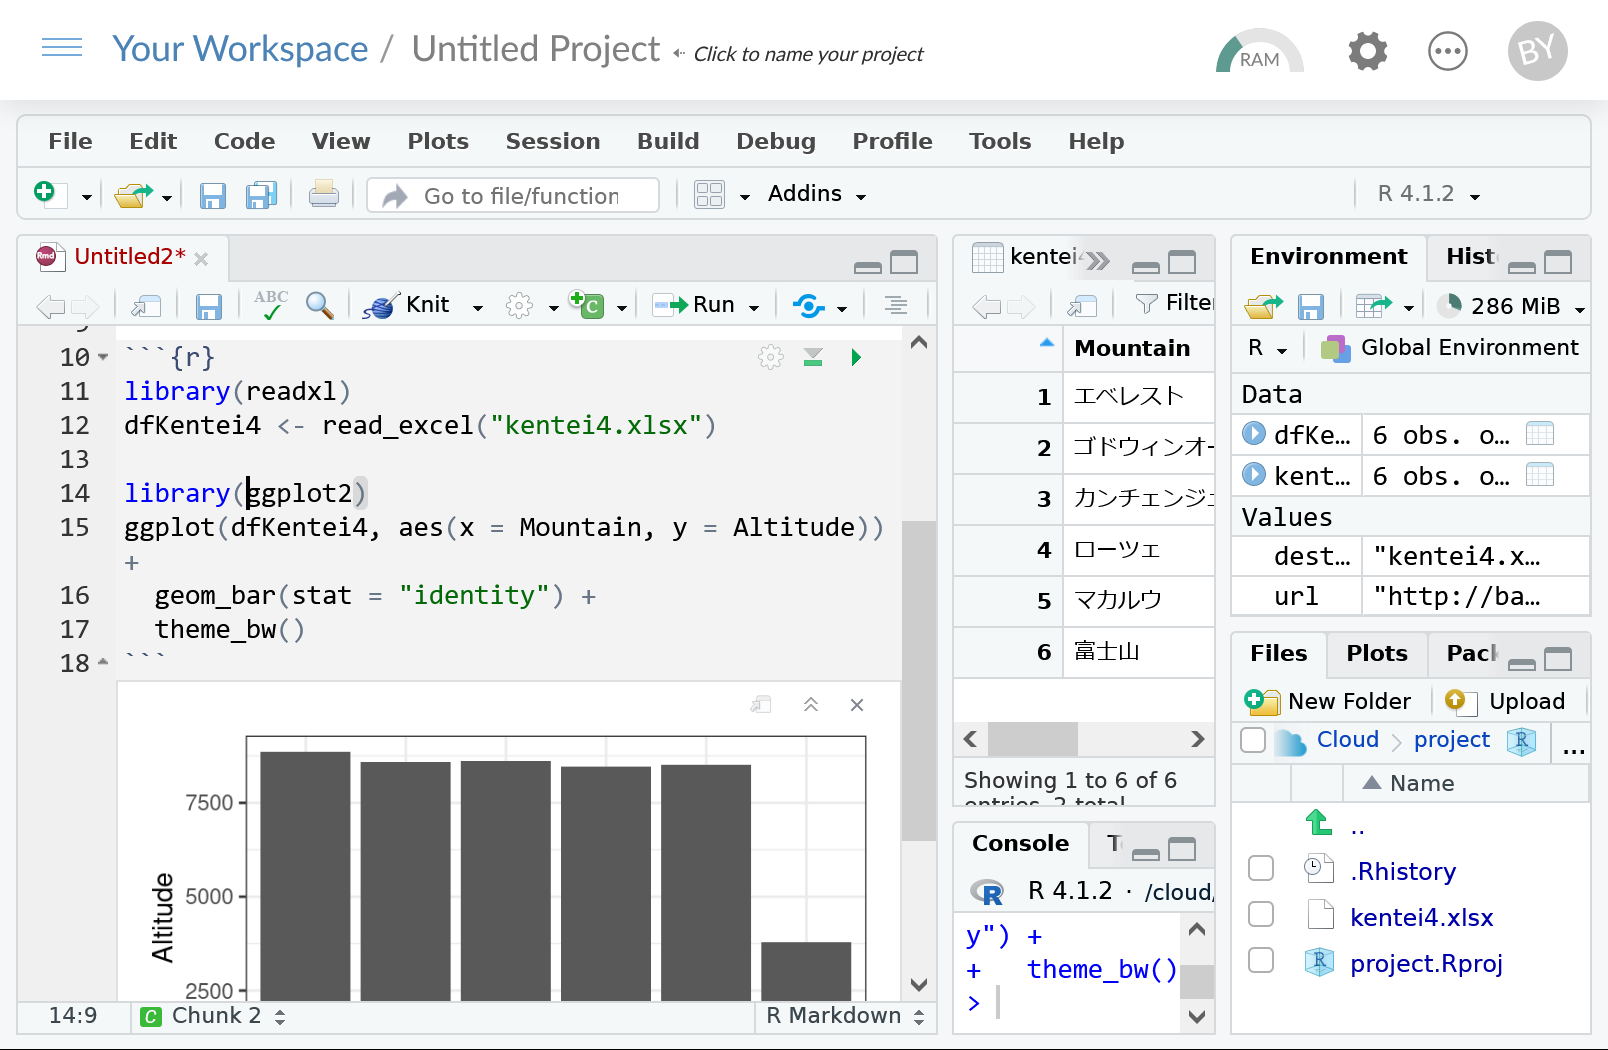 Your Workspace / Untitled Project Click to name your project
RAM
BY
File Edit Code View Plots Session Build Debug Profile Tools Help
Go to file/function
Addins
R 4.1.2
Rmd
Untitled2*
ABC
Knit
C
Run
10 ```{r}
11 library(readxl)
12 dfKentei4 <- read_excel("kentei4.xlsx")
13
14 library(ggplot2)
15 ggplot(dfKentei4, aes(x = Mountain, y = Altitude))
+
16 geom_bar(stat = "identity") +
17 theme_bw()
18 ```
7500
5000
2500
Altitude
14:9
C Chunk 2
R Markdown
kentei
Filter
Mountain
1 エベレスト
2 ゴドウィンオー
3 カンチェンジ
4 ローツェ
5 マカルウ
6 富士山
Showing 1 to 6 of 6
entries, 2 total
Console
R R 4.1.2 · /cloud/
y") +
+ theme_bw()
>
Environment Hist
286 MiB
R Global Environment
Data
dfKe… 6 obs. o…
kent… 6 obs. o…
Values
dest… "kentei4.x…
url "http://ba…
Files Plots Pack
New Folder Upload
Cloud project R ...
Name
..
.Rhistory
kentei4.xlsx
R project.Rproj